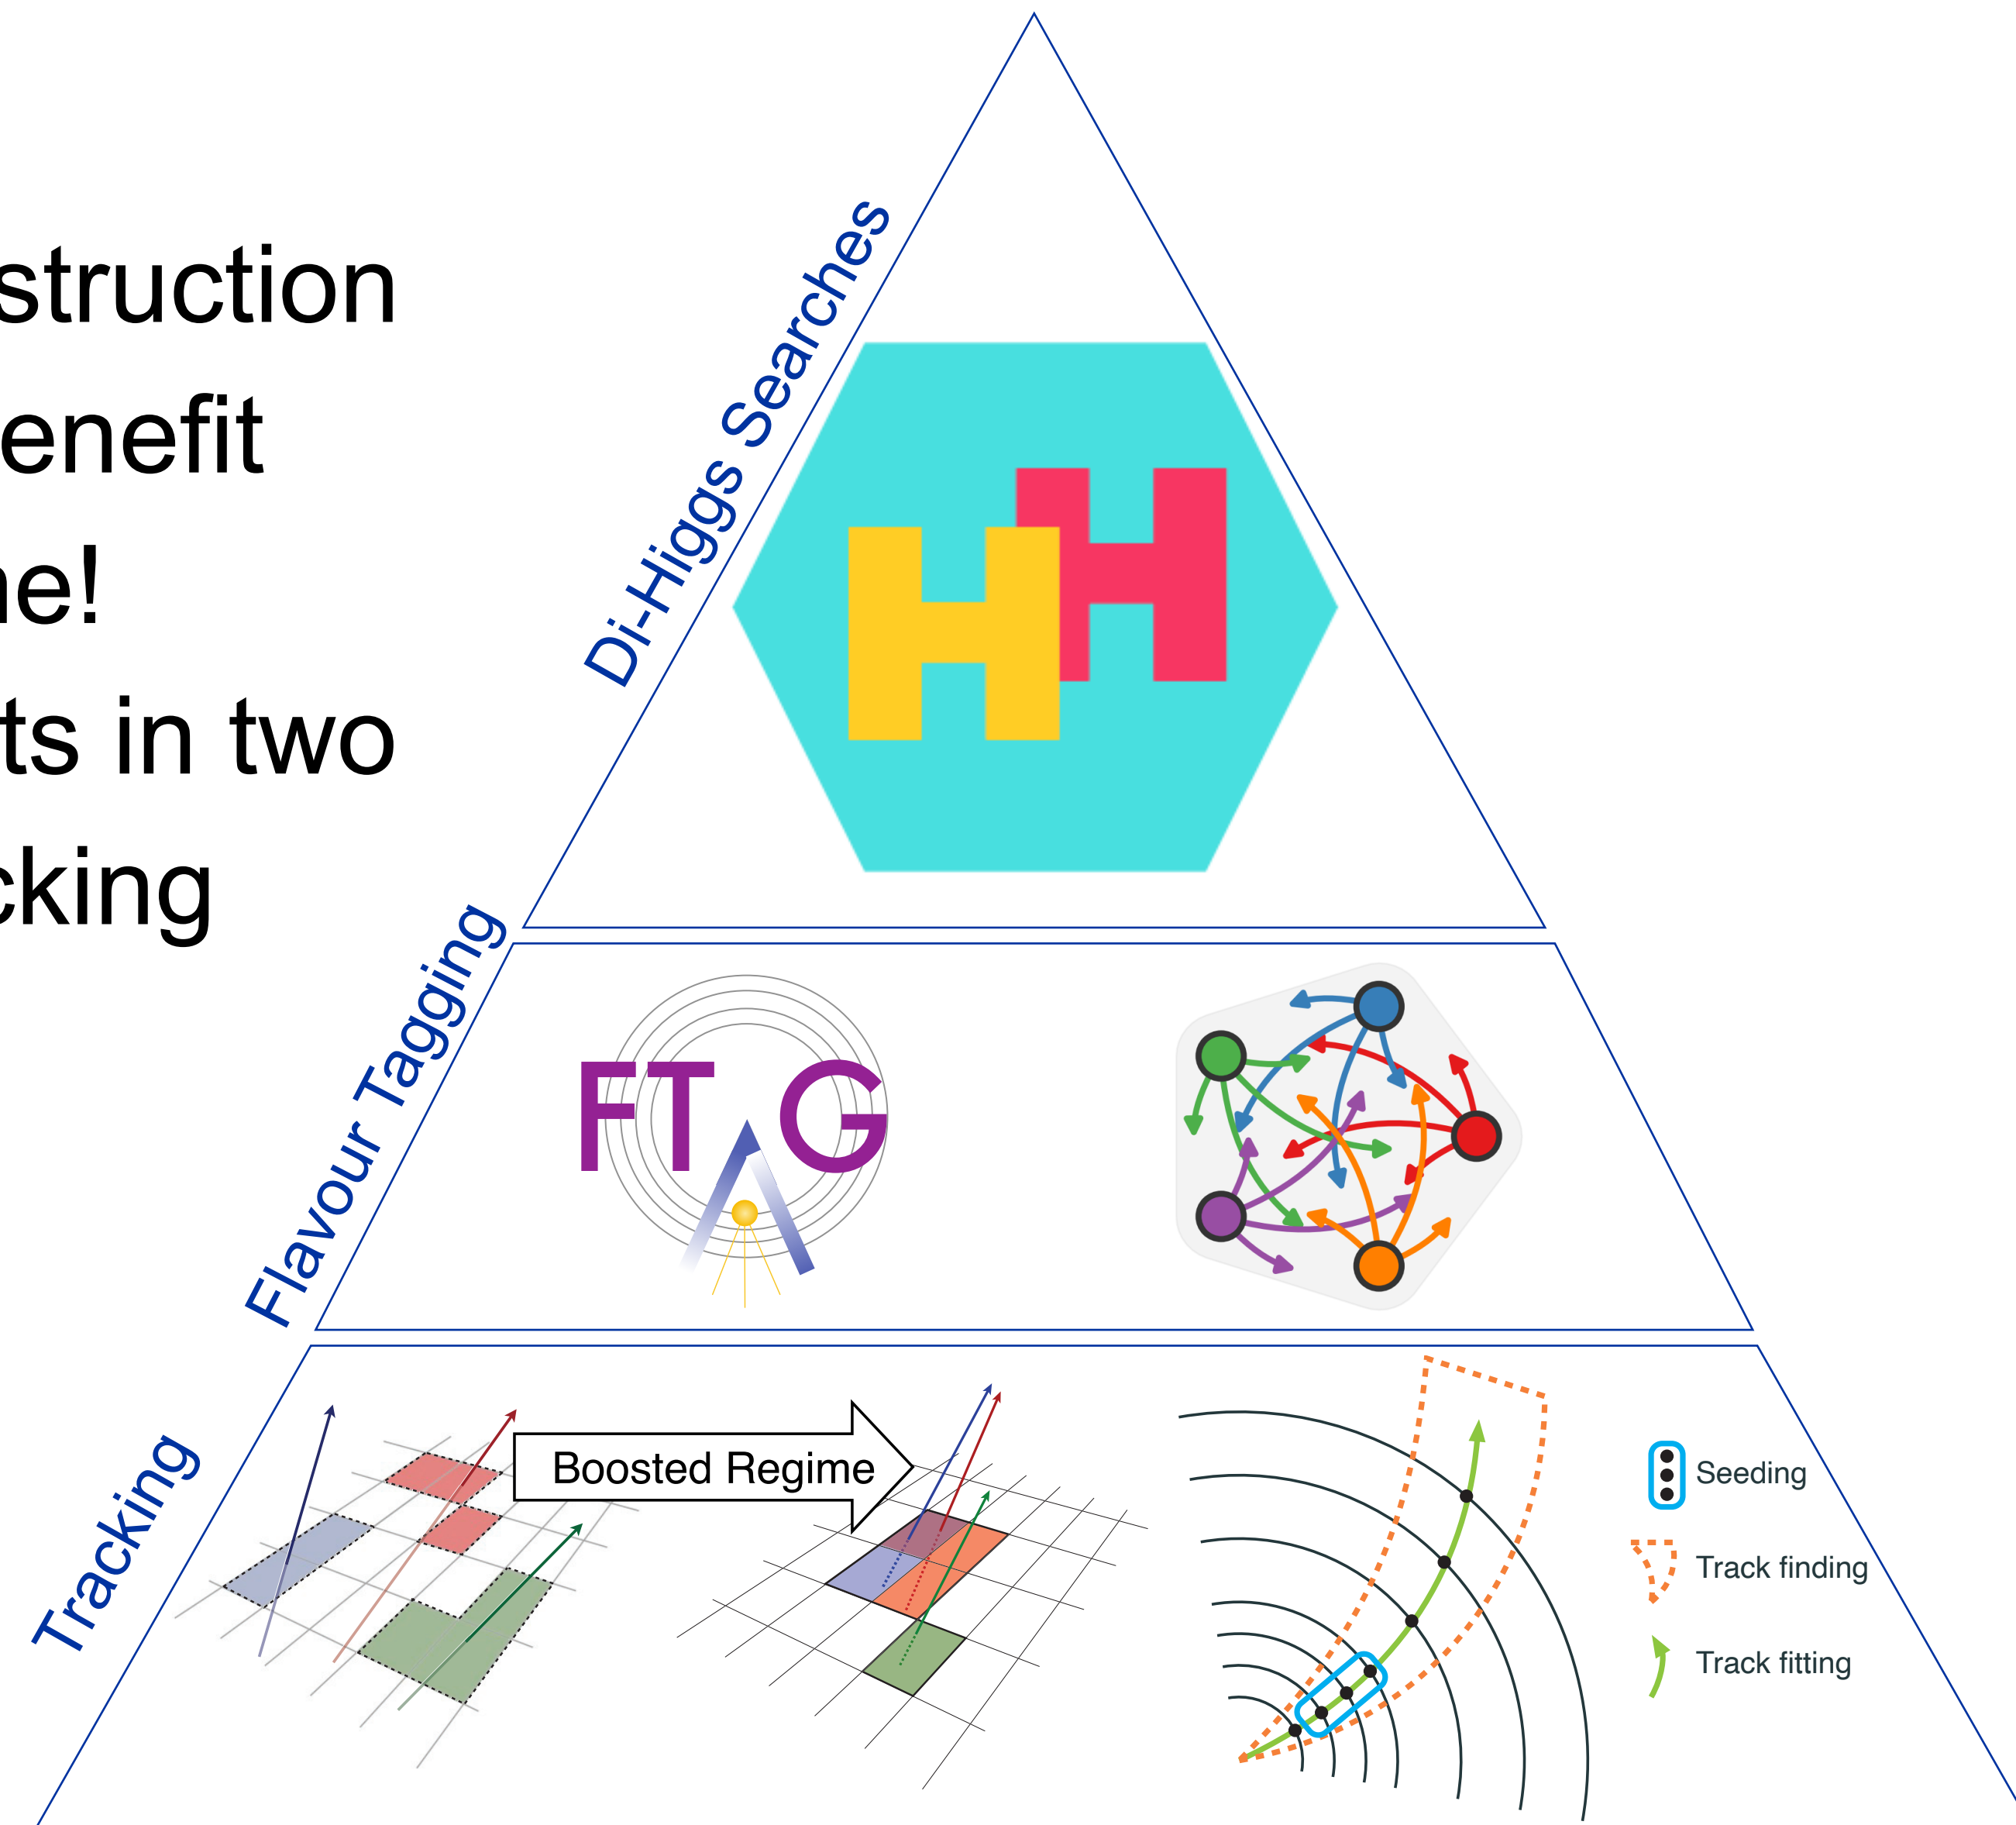 struction
enefit
ne!
ts in two
cking
Di-Higgs Searches
HH
Flavour Tagging
FTAG
Tracking
Boosted Regime
Seeding
Track finding
Track fitting